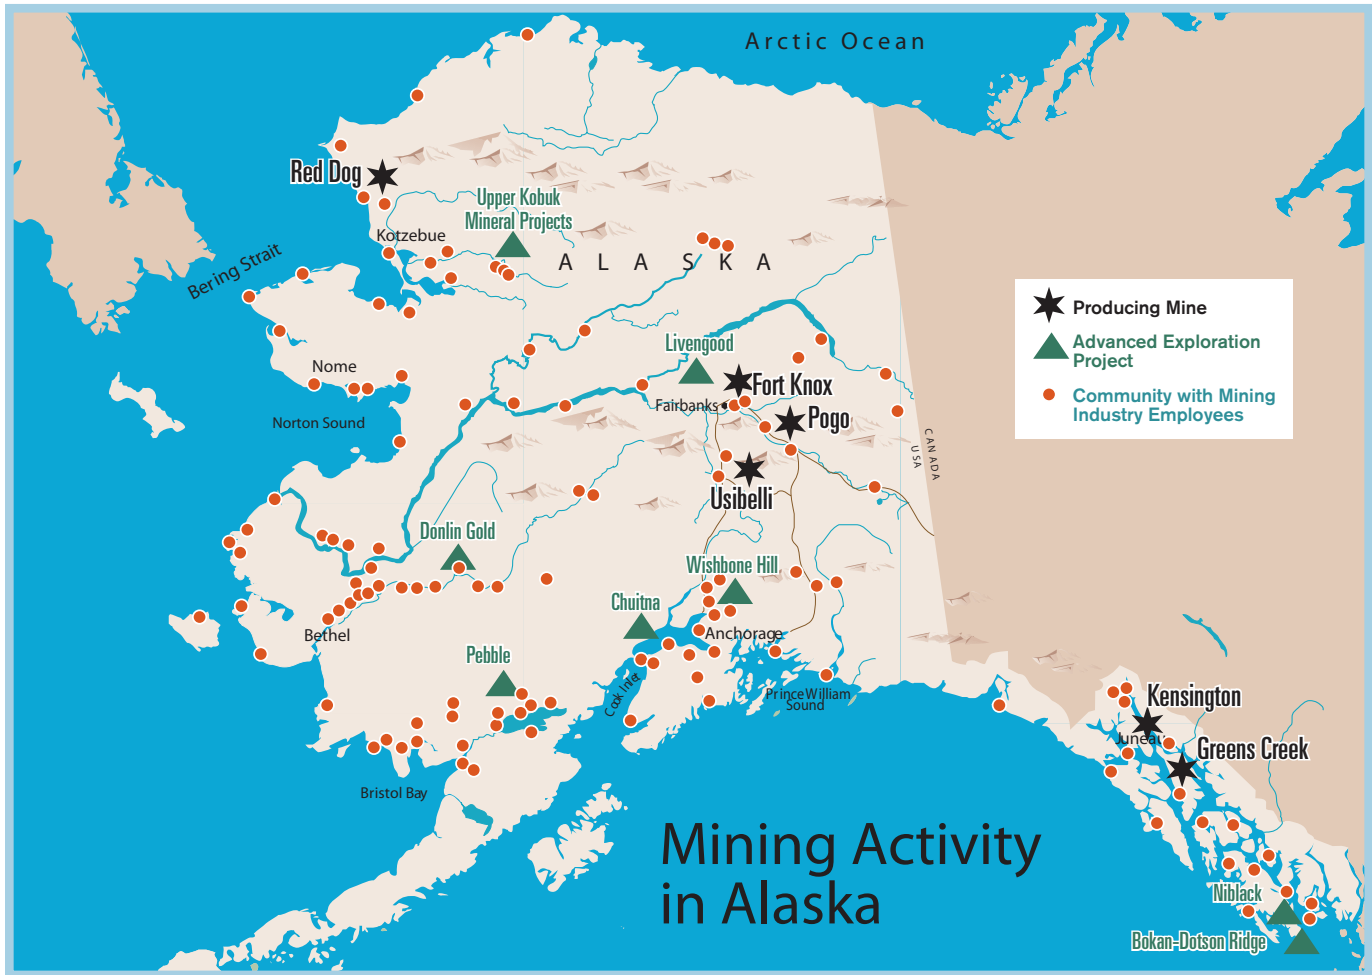 Arctic Ocean
Red Dog
Upper Kobuk
Mineral Projects
Kotzebue
Bering Strait
ALASKA
Producing Mine
Advanced Exploration
Project
Community with Mining
Industry Employees
Livengood
Nome
Fort Knox
Fairbanks
Norton Sound
Pogo
CANADA
USA
Usibelli
Donlin Gold
Wishbone Hill
Chuitna
Bethel
Anchorage
Pebble
Cook Inlet
Prince William
Sound
Kensington
Juneau
Greens Creek
Bristol Bay
Mining Activity
in Alaska
Niblack
Bokan-Dotson Ridge